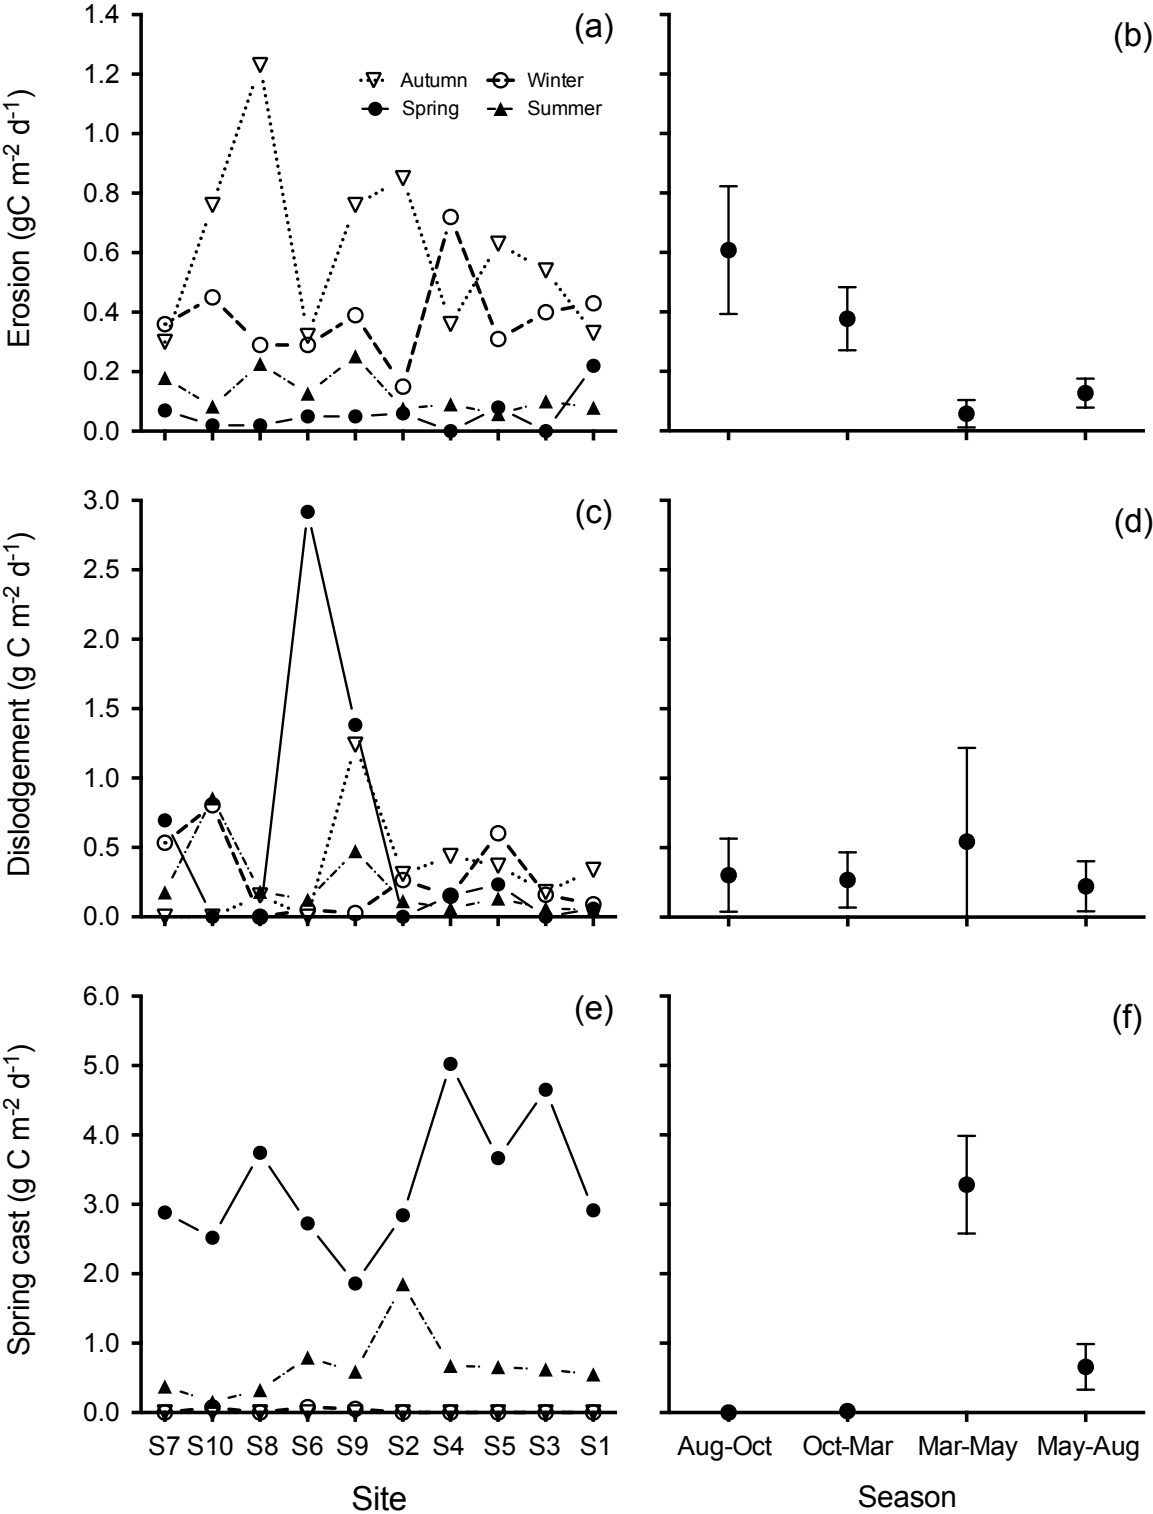 (a)
(b)
Erosion (gC m-2 d-1)
1.4
1.2
1.0
0.8
0.6
0.4
0.2
0.0
Autumn Winter
Spring Summer
(c)
(d)
Dislodgement (g C m-2 d-1)
3.0
2.5
2.0
1.5
1.0
0.5
0.0
(e)
(f)
Spring cast (g C m-2 d-1)
6.0
5.0
4.0
3.0
2.0
1.0
0.0
S7 S10 S8 S6 S9 S2 S4 S5 S3 S1
Site
Aug-Oct Oct-Mar Mar-May May-Aug
Season